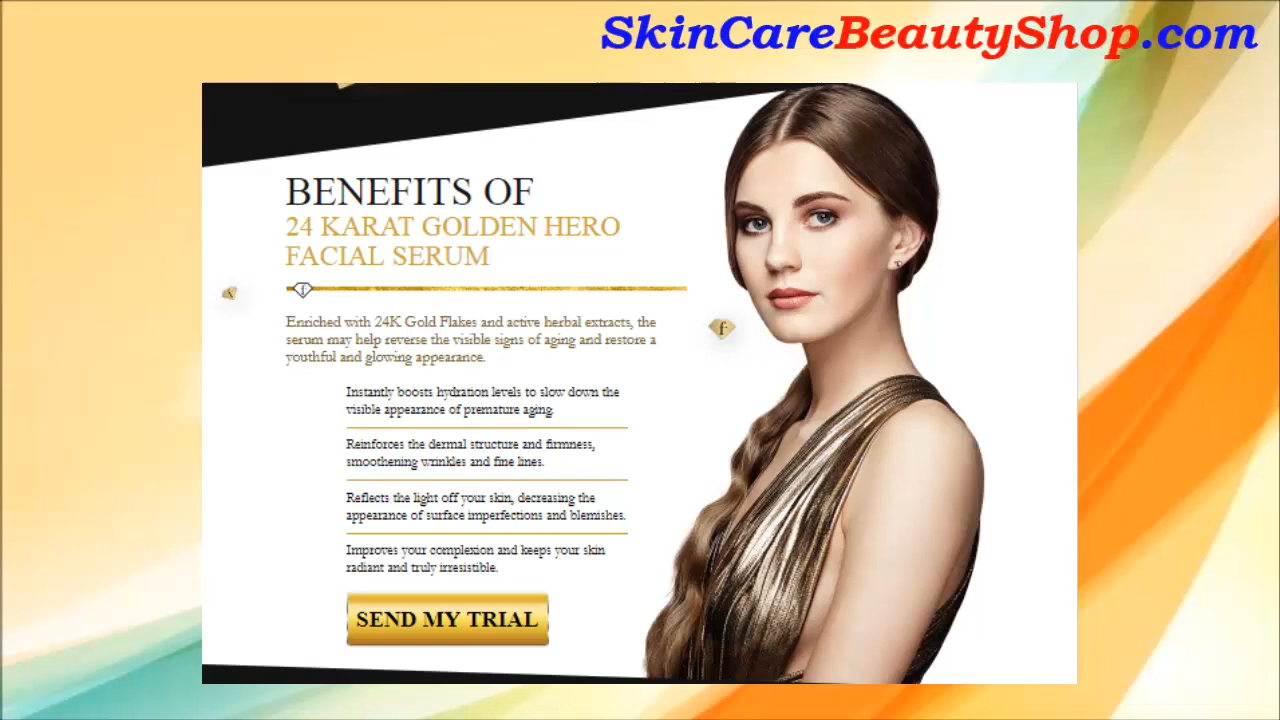 SkinCareBeautyShop.com
BENEFITS OF
24 KARAT GOLDEN HERO
FACIAL SERUM
f
f
Enriched with 24K Gold Flakes and active herbal extracts, the
serum may help reverse the visible signs of aging and restore a
youthful and glowing appearance.
Instantly boosts hydration levels to slow down the
visible appearance of premature aging.
Reinforces the dermal structure and firmness,
smoothening wrinkles and fine lines.
Reflects the light off your skin, decreasing the
appearance of surface imperfections and blemishes.
Improves your complexion and keeps your skin
radiant and truly irresistible.
SEND MY TRIAL